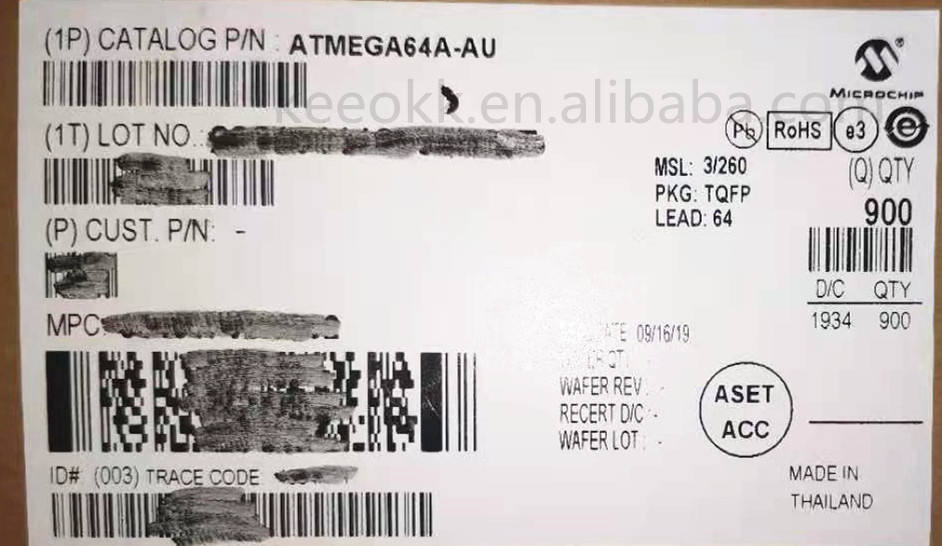 (1P) CATALOG P/N : ATMEGA64A-AU
MICROCHIP
keeokk.en.alibaba.com
(1T) LOT NO.:
Pb
RoHS
e3
e
MSL: 3/260
PKG: TQFP
LEAD: 64
(Q) QTY
900
(P) CUST. P/N: -
D/C QTY
1934 900
MPC
09/16/19
WAFER REV : -
RECERT D/C :-
WAFER LOT : -
ASET
ACC
ID# (003) TRACE CODE
MADE IN
THAILAND